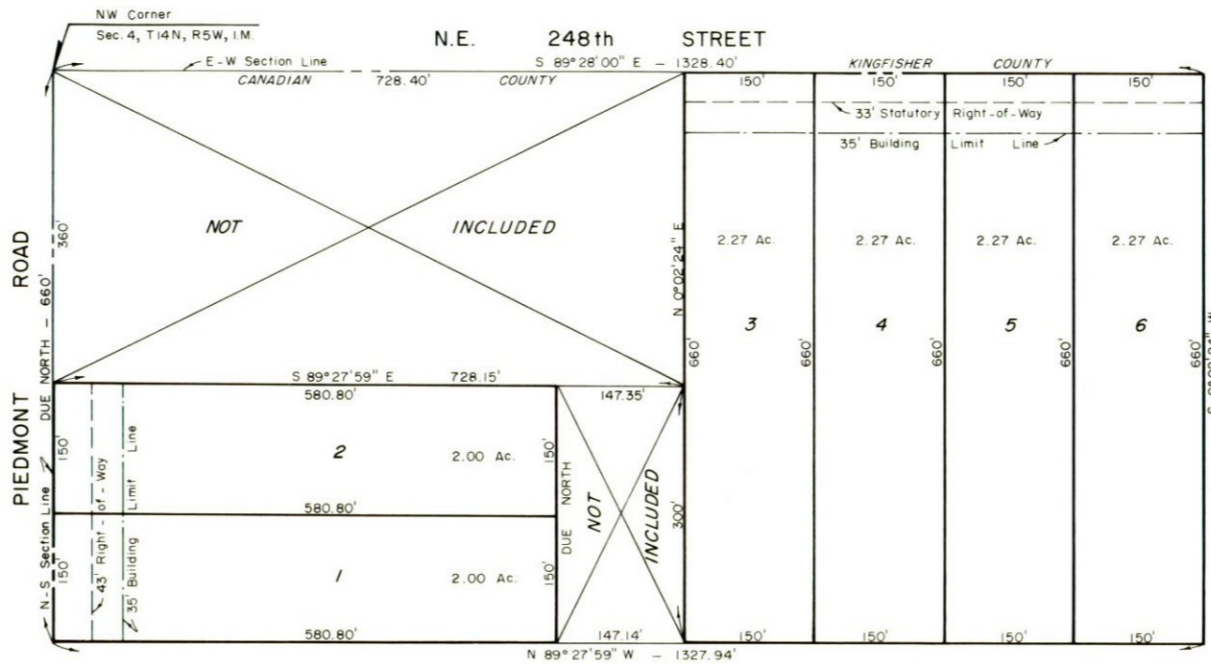 NW Corner
Sec. 4, T14N, R5W, I.M.
N.E. 248th STREET
E-W Section Line
S 89° 28' 00" E - 1328.40'
CANADIAN 728.40' COUNTY
KINGFISHER COUNTY
150' 150' 150' 150'
33' Statutory Right-of-Way
35' Building Limit Line
PIEDMONT ROAD
DUE NORTH - 660'
360'
NOT INCLUDED
N 0° 02' 24" E
2.27 Ac. 2.27 Ac. 2.27 Ac. 2.27 Ac.
3 4 5 6
660' 660' 660' 660' 660'
S 89° 27' 59" E 728.15'
580.80' 147.35'
N-S Section Line
150'
43' Right-of-Way
35' Building Limit Line
2 2.00 Ac. 150'
580.80'
DUE NORTH
NOT INCLUDED
300'
150'
1 2.00 Ac. 150'
580.80' 147.14' 150' 150' 150' 150'
N 89° 27' 59" W - 1327.94'